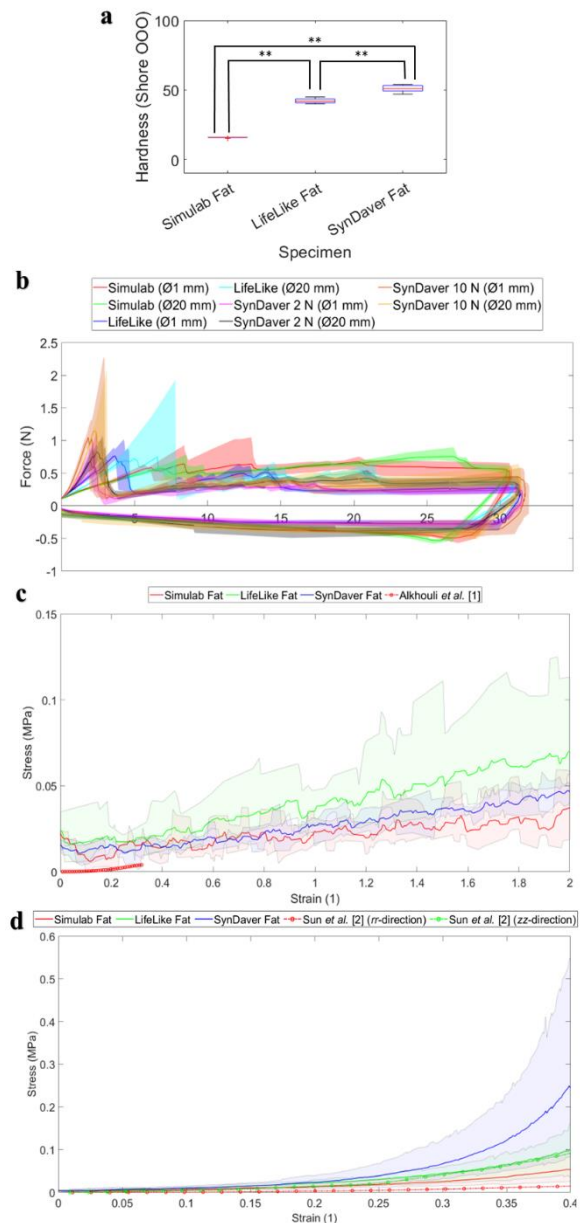 a
100
**
**
**
50
0
Hardness (Shore OOO)
Simulab Fat
LifeLike Fat
SynDaver Fat
Specimen
b
Simulab (Ø1 mm) LifeLike (Ø20 mm) SynDaver 10 N (Ø1 mm)
Simulab (Ø20 mm) SynDaver 2 N (Ø1 mm) SynDaver 10 N (Ø20 mm)
LifeLike (Ø1 mm) SynDaver 2 N (Ø20 mm)
2.5
2
1.5
1
0.5
0
-0.5
-1
Force (N)
5 10 15 20 25 30
c
Simulab Fat LifeLike Fat SynDaver Fat Alkhouli et al. [1]
0.15
0.1
0.05
0
Stress (MPa)
0 0.2 0.4 0.6 0.8 1.0 1.2 1.4 1.6 1.8 2
Strain (1)
d
Simulab Fat LifeLike Fat SynDaver Fat Sun et al. [2] (rr-direction) Sun et al. [2] (zz-direction)
0.6
0.5
0.4
0.3
0.2
0.1
0
Stress (MPa)
0 0.05 0.1 0.15 0.2 0.25 0.3 0.35 0.4
Strain (1)